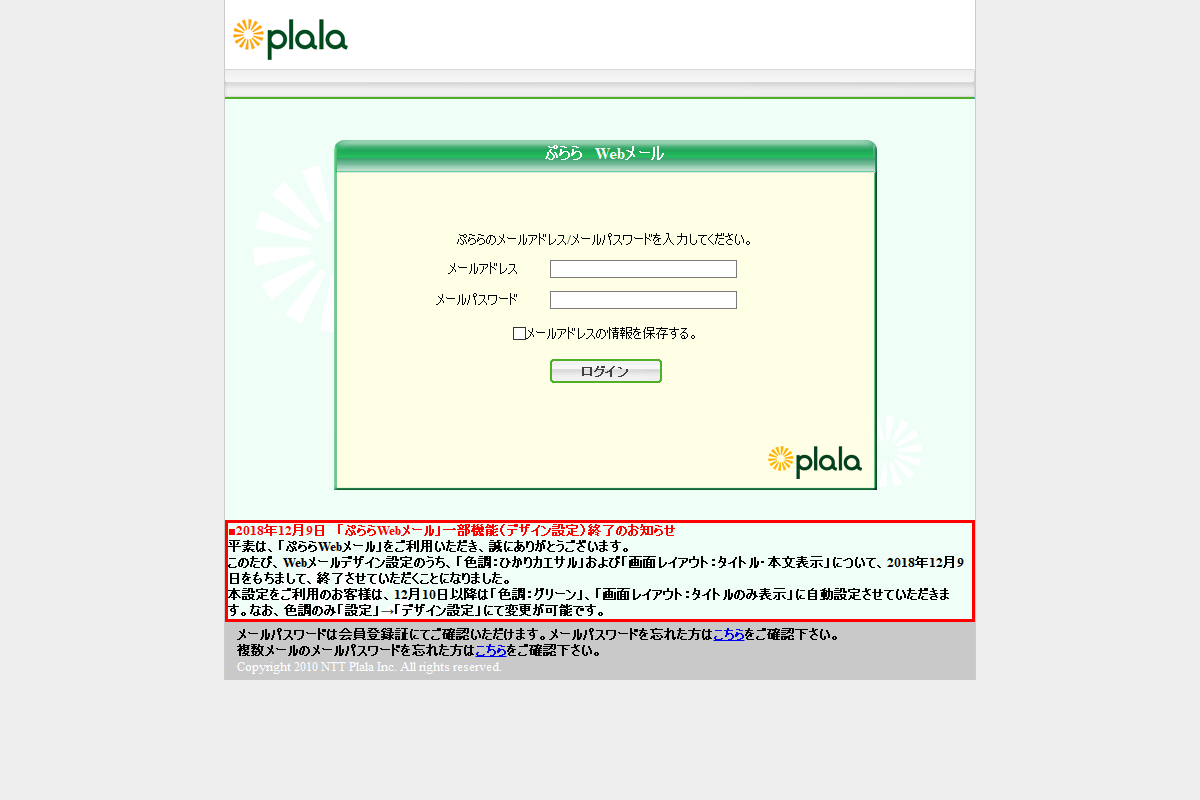 plala
ぷらら　Webメール
ぷららのメールアドレス/メールパスワードを入力してください。
メールアドレス
メールパスワード
メールアドレスの情報を保存する。
ログイン
plala
■2018年12月9日　「ぷららWebメール」一部機能（デザイン設定）終了のお知らせ
平素は、「ぷららWebメール」をご利用いただき、誠にありがとうございます。
このたび、Webメールデザイン設定のうち、「色調：ひかりカエサル」および「画面レイアウト：タイトル・本文表示」について、2018年12月9
日をもちまして、終了させていただくことになりました。
本設定をご利用のお客様は、12月10日以降は「色調：グリーン」、「画面レイアウト：タイトルのみ表示」に自動設定させていただきま
す。なお、色調のみ「設定」→「デザイン設定」にて変更が可能です。
メールパスワードは会員登録証にてご確認いただけます。メールパスワードを忘れた方はこちらをご確認下さい。
複数メールのメールパスワードを忘れた方はこちらをご確認下さい。
Copyright 2010 NTT Plala Inc. All rights reserved.